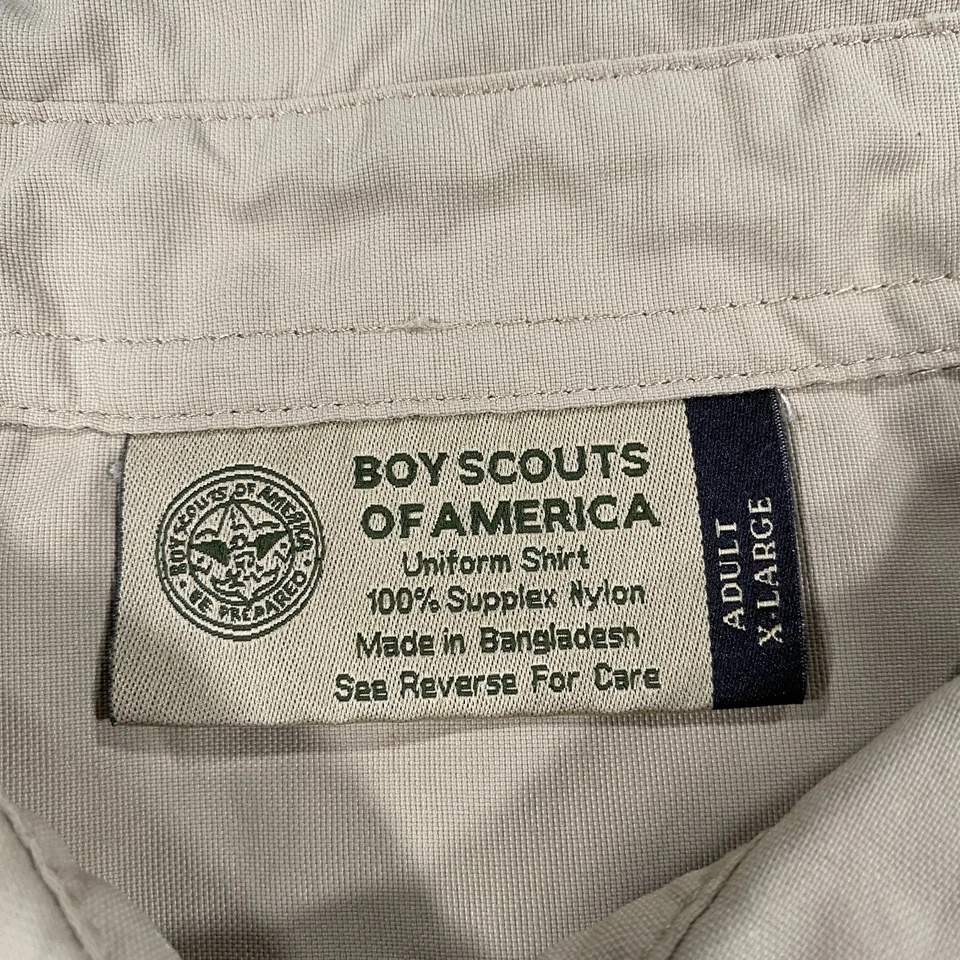 BOY SCOUTS OF AMERICA
BE PREPARED
BOY SCOUTS
OF AMERICA
Uniform Shirt
100% Supplex Nylon
Made in Bangladesh
See Reverse For Care
ADULT
X-LARGE